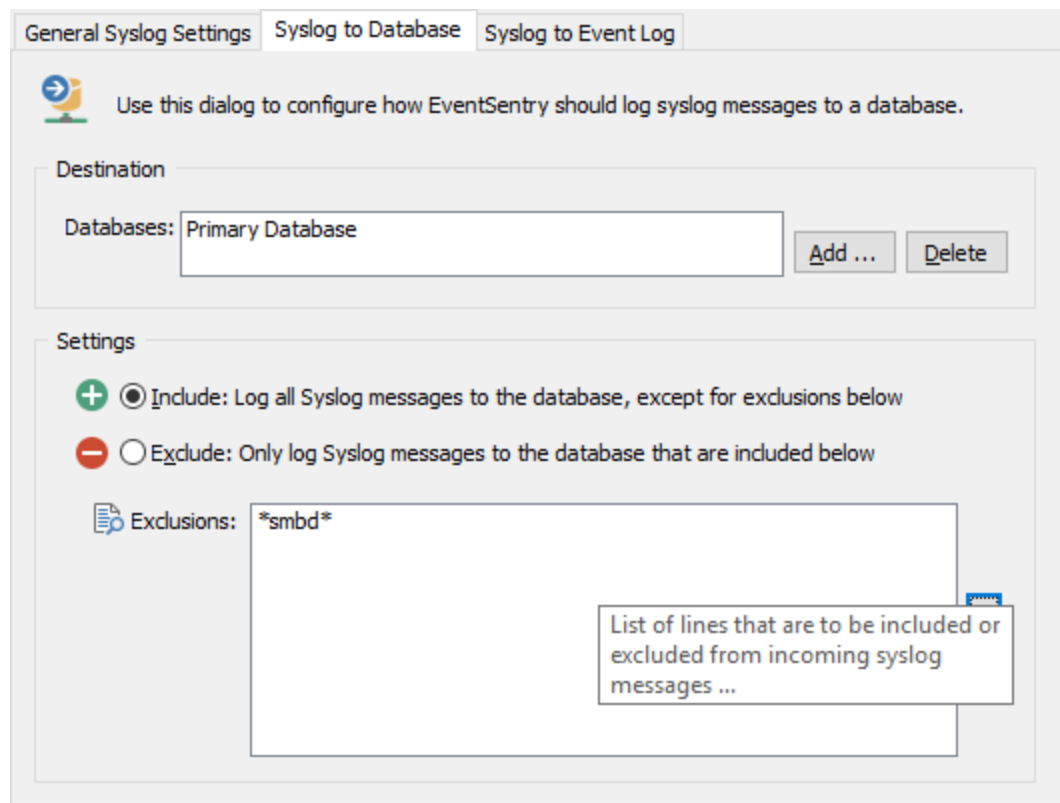 General Syslog Settings
Syslog to Database
Syslog to Event Log
Use this dialog to configure how EventSentry should log syslog messages to a database.
Destination
Databases:
Primary Database
Add ...
Delete
Settings
Include: Log all Syslog messages to the database, except for exclusions below
Exclude: Only log Syslog messages to the database that are included below
Exclusions:
*smbd*
List of lines that are to be included or
excluded from incoming syslog
messages ...